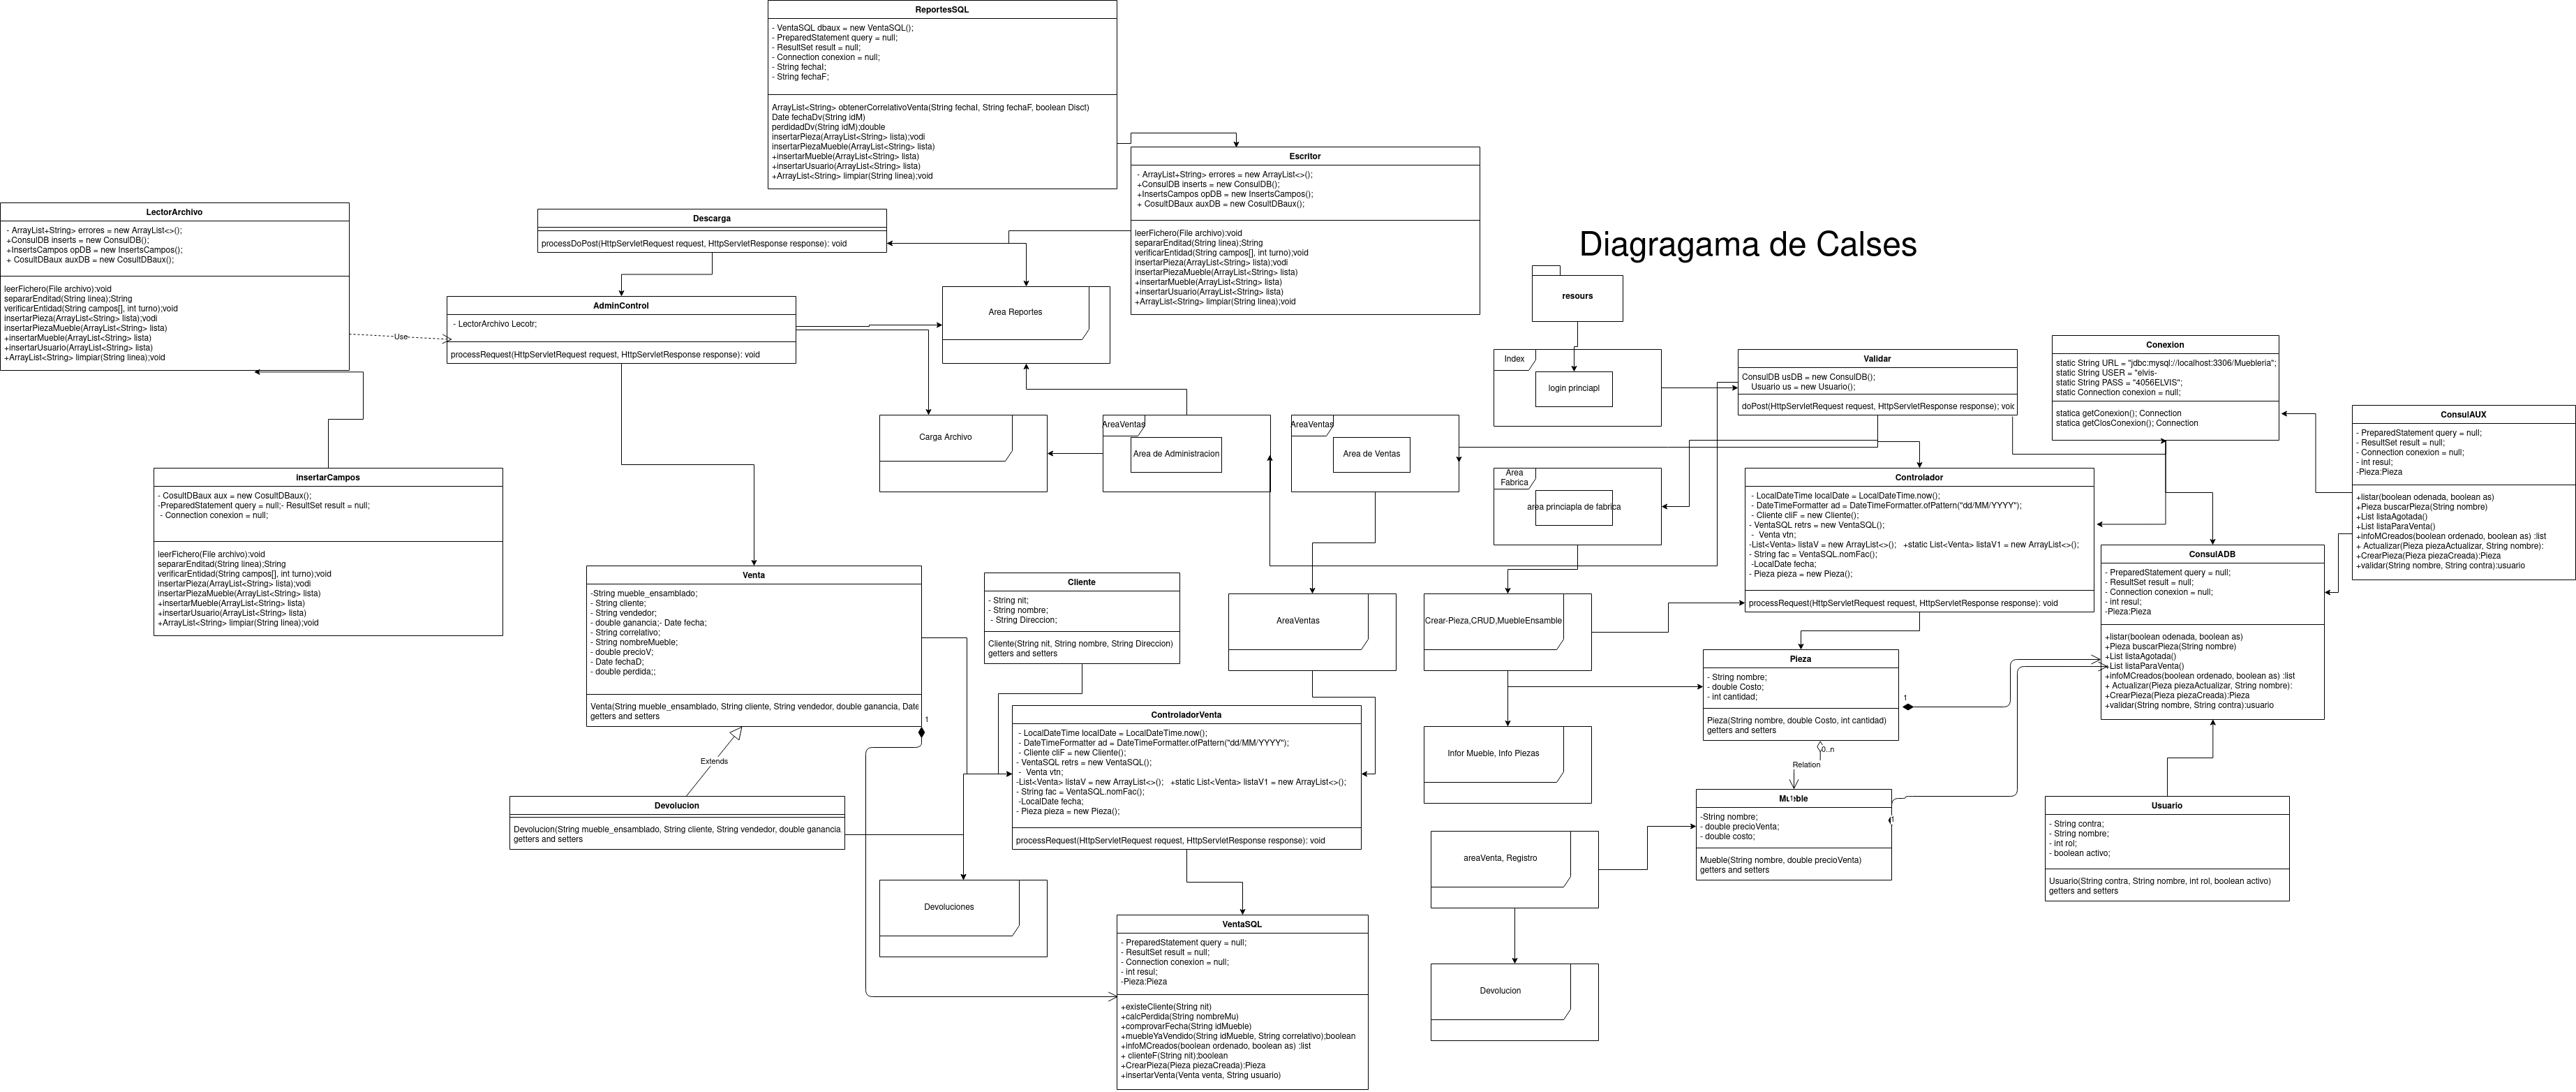 ReportesSQL
- VentaSQL dbaux = new VentaSQL();
- PreparedStatement query = null;
- ResultSet result = null;
- Connection conexion = null;
- String fechaI;
- String fechaF;
ArrayList<String> obtenerCorrelativoVenta(String fechaI, String fechaF, boolean Disct)
Date fechaDv(String idM)
perdidadDv(String idM);double
insertarPieza(ArrayList<String> lista);vodi
insertarPiezaMueble(ArrayList<String> lista)
+insertarMueble(ArrayList<String> lista)
+insertarUsuario(ArrayList<String> lista)
+ArrayList<String> limpiar(String linea);void
Escritor
- ArrayList+String> errores = new ArrayList<>();
+ConsulDB inserts = new ConsulDB();
+InsertsCampos opDB = new InsertsCampos();
+ CosultDBaux auxDB = new CosultDBaux();
leerFichero(File archivo):void
separarEnditad(String linea);String
verificarEntidad(String campos[], int turno);void
insertarPieza(ArrayList<String> lista);vodi
insertarPiezaMueble(ArrayList<String> lista)
+insertarMueble(ArrayList<String> lista)
+insertarUsuario(ArrayList<String> lista)
+ArrayList<String> limpiar(String linea);void
LectorArchivo
- ArrayList+String> errores = new ArrayList<>();
+ConsulDB inserts = new ConsulDB();
+InsertsCampos opDB = new InsertsCampos();
+ CosultDBaux auxDB = new CosultDBaux();
leerFichero(File archivo):void
separarEnditad(String linea);String
verificarEntidad(String campos[], int turno);void
insertarPieza(ArrayList<String> lista);vodi
insertarPiezaMueble(ArrayList<String> lista)
+insertarMueble(ArrayList<String> lista)
+insertarUsuario(ArrayList<String> lista)
+ArrayList<String> limpiar(String linea);void
Descarga
processDoPost(HttpServletRequest request, HttpServletResponse response): void
Diagragama de Calses
Use
AdminControl
- LectorArchivo Lecotr;
processRequest(HttpServletRequest request, HttpServletResponse response): void
Area Reportes
resours
Index
login princiapl
Validar
ConsulDB usDB = new ConsulDB();
Usuario us = new Usuario();
doPost(HttpServletRequest request, HttpServletResponse response); voic
Conexion
static String URL = "jdbc:mysql://localhost:3306/Muebleria";
static String USER = "elvis-
static String PASS = "4056ELVIS";
static Connection conexion = null;
statica getConexion(); Connection
statica getClosConexion(); Connection
ConsulAUX
- PreparedStatement query = null;
- ResultSet result = null;
- Connection conexion = null;
- int resul;
-Pieza:Pieza
+listar(boolean odenada, boolean as)
+Pieza buscarPieza(String nombre)
+List listaAgotada()
+List listaParaVenta()
+infoMCreados(boolean ordenado, boolean as) :list
+ Actualizar(Pieza piezaActualizar, String nombre):
+CrearPieza(Pieza piezaCreada):Pieza
+validar(String nombre, String contra):usuario
Carga Archivo
AreaVentas
Area de Administracion
AreaVentas
Area de Ventas
Area
Fabrica
area princiapla de fabrica
insertarCampos
- CosultDBaux aux = new CosultDBaux();
-PreparedStatement query = null;- ResultSet result = null;
- Connection conexion = null;
leerFichero(File archivo):void
separarEnditad(String linea);String
verificarEntidad(String campos[], int turno);void
insertarPieza(ArrayList<String> lista);vodi
insertarPiezaMueble(ArrayList<String> lista)
+insertarMueble(ArrayList<String> lista)
+insertarUsuario(ArrayList<String> lista)
+ArrayList<String> limpiar(String linea);void
Controlador
- LocalDateTime localDate = LocalDateTime.now();
- DateTimeFormatter ad = DateTimeFormatter.ofPattern("dd/MM/YYYY");
- Cliente cliF = new Cliente();
- VentaSQL retrs = new VentaSQL();
- Venta vtn;
-List<Venta> listaV = new ArrayList<>(); +static List<Venta> listaV1 = new ArrayList<>();
- String fac = VentaSQL.nomFac();
-LocalDate fecha;
- Pieza pieza = new Pieza();
processRequest(HttpServletRequest request, HttpServletResponse response): void
ConsulADB
- PreparedStatement query = null;
- ResultSet result = null;
- Connection conexion = null;
- int resul;
-Pieza:Pieza
+listar(boolean odenada, boolean as)
+Pieza buscarPieza(String nombre)
+List listaAgotada()
+List listaParaVenta()
+infoMCreados(boolean ordenado, boolean as) :list
+ Actualizar(Pieza piezaActualizar, String nombre):
+CrearPieza(Pieza piezaCreada):Pieza
+validar(String nombre, String contra):usuario
Venta
-String mueble_ensamblado;
- String cliente;
- String vendedor;
- double ganancia;- Date fecha;
- String correlativo;
- String nombreMueble;
- double precioV;
- Date fechaD;
- double perdida;;
Venta(String mueble_ensamblado, String cliente, String vendedor, double ganancia, Date
getters and setters
1
Cliente
- String nit;
- String nombre;
- String Direccion;
Cliente(String nit, String nombre, String Direccion)
getters and setters
AreaVentas
Crear-Pieza,CRUD,MuebleEnsamble
Pieza
- String nombre;
- double Costo;
- int cantidad;
Pieza(String nombre, double Costo, int cantidad)
getters and setters
1
0..n
Relation
ControladorVenta
- LocalDateTime localDate = LocalDateTime.now();
- DateTimeFormatter ad = DateTimeFormatter.ofPattern("dd/MM/YYYY");
- Cliente cliF = new Cliente();
- VentaSQL retrs = new VentaSQL();
- Venta vtn;
-List<Venta> listaV = new ArrayList<>(); +static List<Venta> listaV1 = new ArrayList<>();
- String fac = VentaSQL.nomFac();
-LocalDate fecha;
- Pieza pieza = new Pieza();
processRequest(HttpServletRequest request, HttpServletResponse response): void
Infor Mueble, Info Piezas
Extends
Devolucion
Devolucion(String mueble_ensamblado, String cliente, String vendedor, double ganancia
getters and setters
Mueble
1
-String nombre;
- double precioVenta;
- double costo;
1
Mueble(String nombre, double precioVenta)
getters and setters
Usuario
- String contra;
- String nombre;
- int rol;
- boolean activo;
Usuario(String contra, String nombre, int rol, boolean activo)
getters and setters
areaVenta, Registro
Devoluciones
VentaSQL
- PreparedStatement query = null;
- ResultSet result = null;
- Connection conexion = null;
- int resul;
-Pieza:Pieza
+existeCliente(String nit)
+calcPerdida(String nombreMu)
+comprovarFecha(String idMueble)
+muebleYaVendido(String idMueble, String correlativo);boolean
+infoMCreados(boolean ordenado, boolean as) :list
+ clienteF(String nit);boolean
+CrearPieza(Pieza piezaCreada):Pieza
+insertarVenta(Venta venta, String usuario)
Devolucion